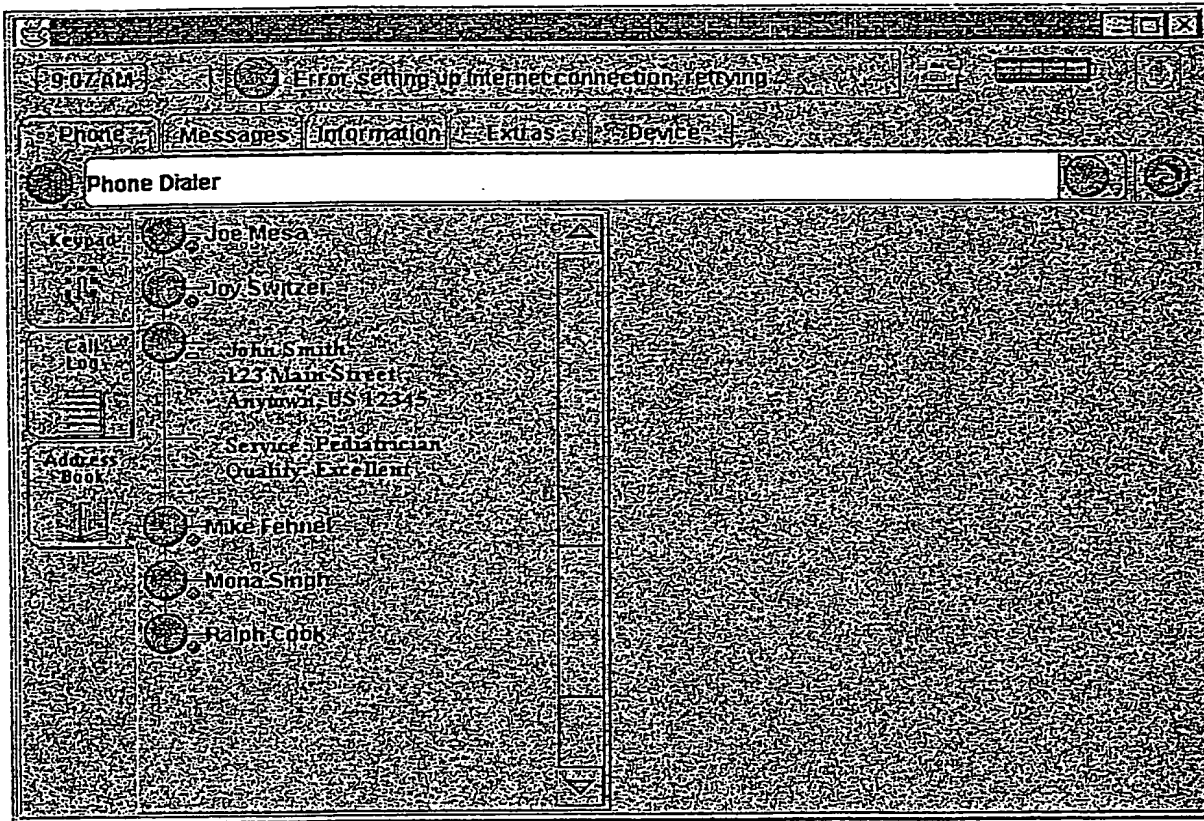 9:07 AM
Error setting up Internet connection, retrying...
Phone
Messages
Information
Extras
Device
Phone Dialer
Keypad
Call
Log
Address
Book
Joe Mesa
Joy Switzer
John Smith
123 Main Street
Anytown, US 12345
Service: Pediatrician
Quality: Excellent
Mike Fehnel
Mona Singh
Ralph Cook